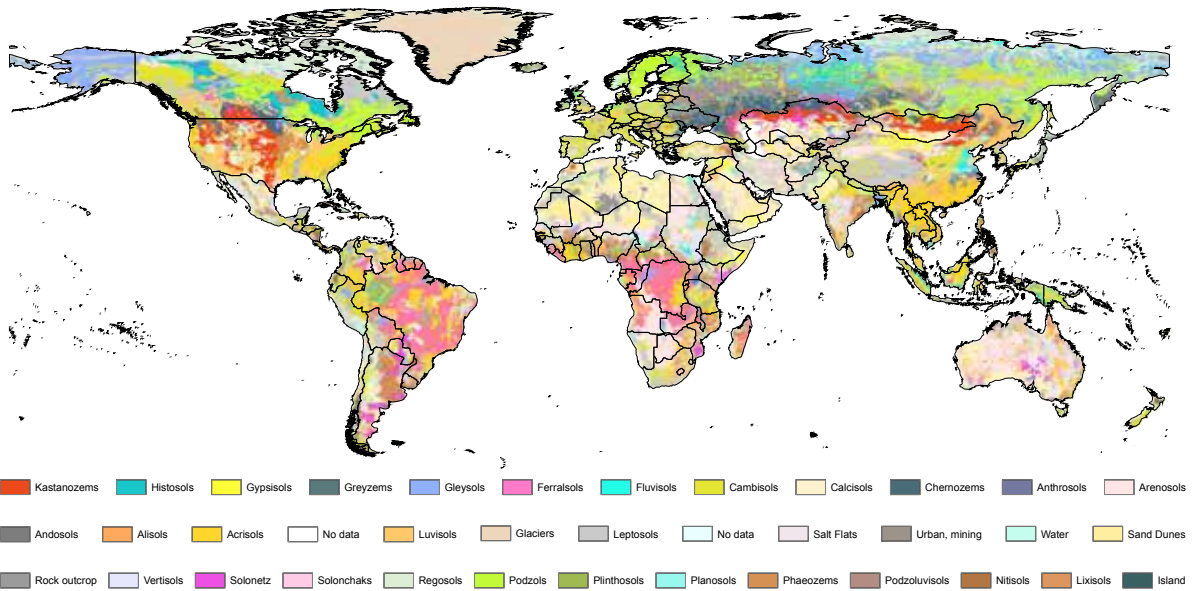 Kastanozems Histosols Gypsisols Greyzems Gleysols Ferralsols Fluvisols Cambisols Calcisols Chernozems Anthrosols Arenosols
Andosols Alisols Acrisols No data Luvisols Glaciers Leptosols No data Salt Flats Urban, mining Water Sand Dunes
Rock outcrop Vertisols Solonetz Solonchaks Regosols Podzols Plinthosols Planosols Phaeozems Podzoluvisols Nitisols Lixisols Island